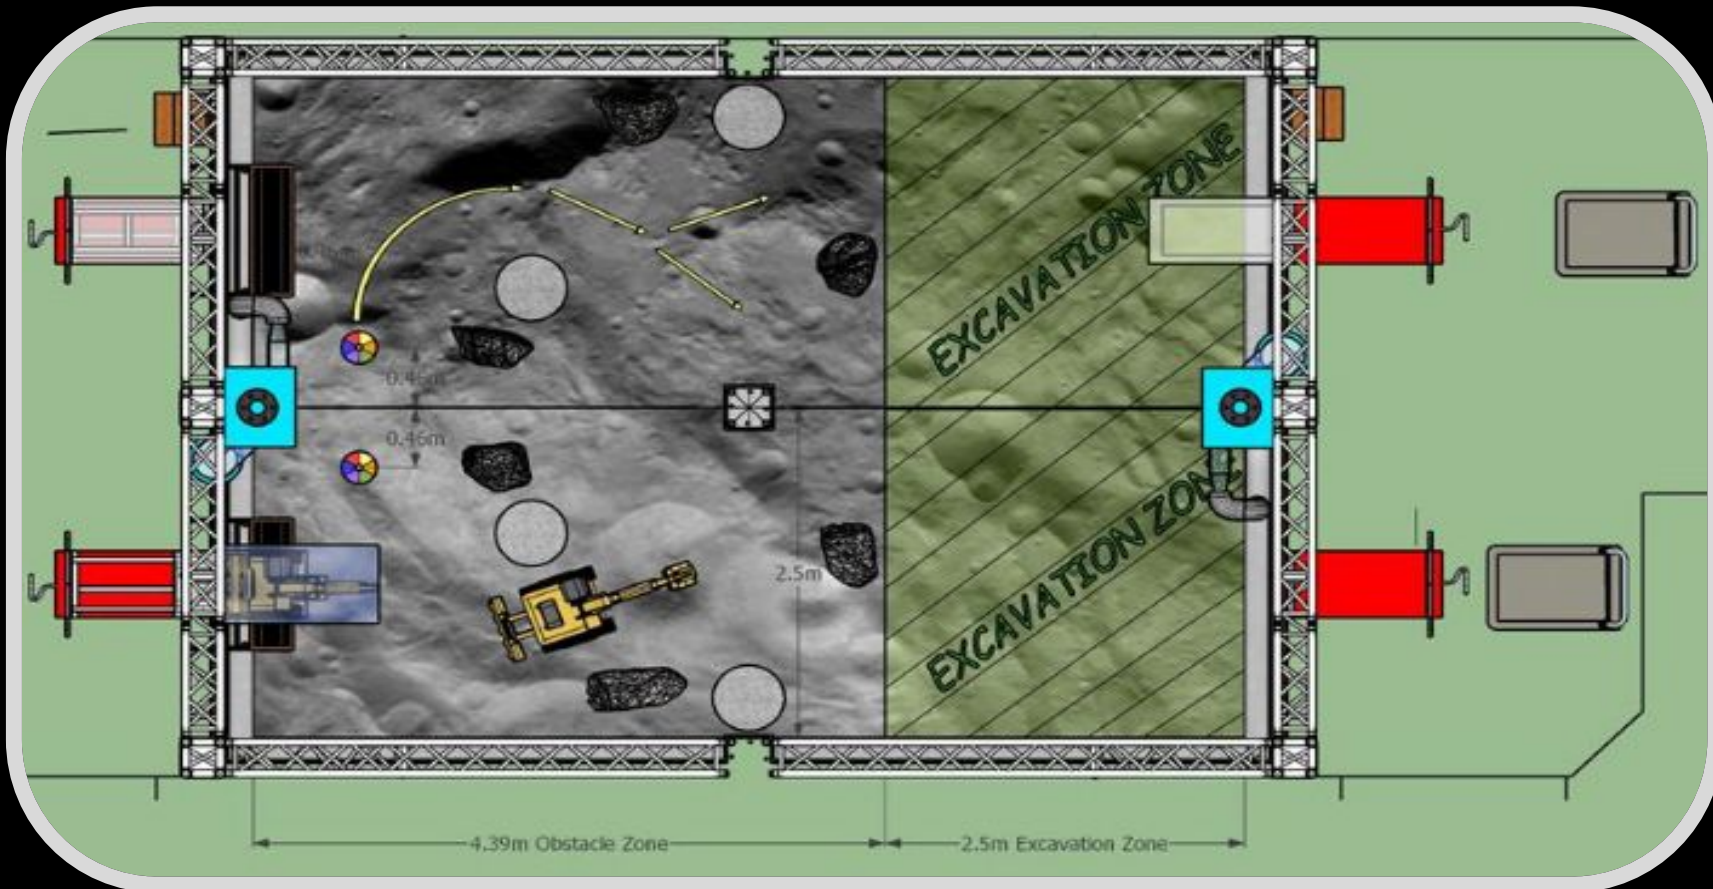 EXCAVATION ZONE
0.46m
0.46m
EXCAVATION ZONE
2.5m
4.39m Obstacle Zone
2.5m Excavation Zone